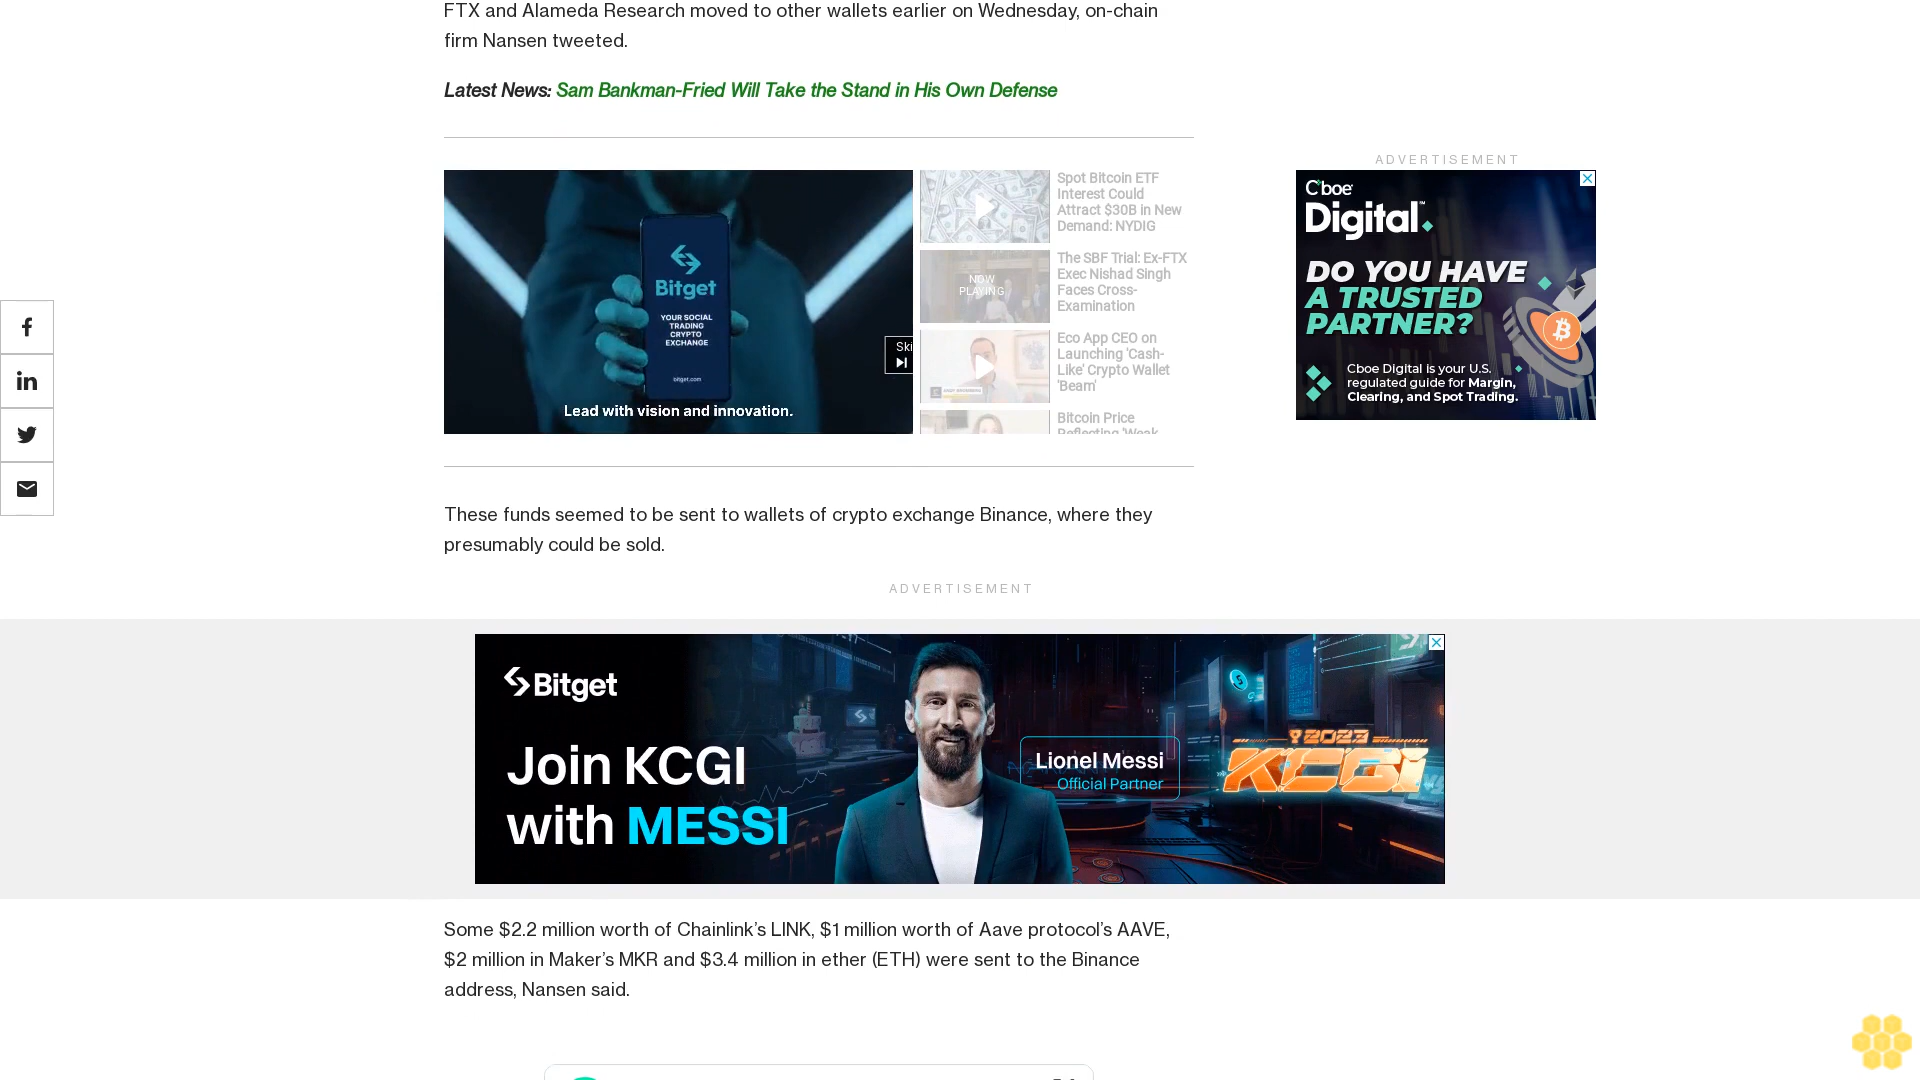 FTX and Alameda Research moved to other wallets earlier on Wednesday, on-chain
firm Nansen tweeted.
Latest News: Sam Bankman-Fried Will Take the Stand in His Own Defense
Bitget
YOUR SOCIAL
TRADING
CRYPTO
EXCHANGE
bitget.com
Lead with vision and innovation.
Ski
Spot Bitcoin ETF
Interest Could
Attract $30B in New
Demand: NYDIG
NOW
PLAYING
The SBF Trial: Ex-FTX
Exec Nishad Singh
Faces Cross-
Examination
Eco App CEO on
Launching 'Cash-
Like' Crypto Wallet
'Beam'
Bitcoin Price
Reflecting 'Weak
ADVERTISEMENT
Cboe
Digital™
DO YOU HAVE
A TRUSTED
PARTNER?
Cboe Digital is your U.S.
regulated guide for Margin,
Clearing, and Spot Trading.
These funds seemed to be sent to wallets of crypto exchange Binance, where they
presumably could be sold.
ADVERTISEMENT
Bitget
Join KCGI
with MESSI
Lionel Messi
Official Partner
2023
KCGI
Some $2.2 million worth of Chainlink’s LINK, $1 million worth of Aave protocol’s AAVE,
$2 million in Maker’s MKR and $3.4 million in ether (ETH) were sent to the Binance
address, Nansen said.